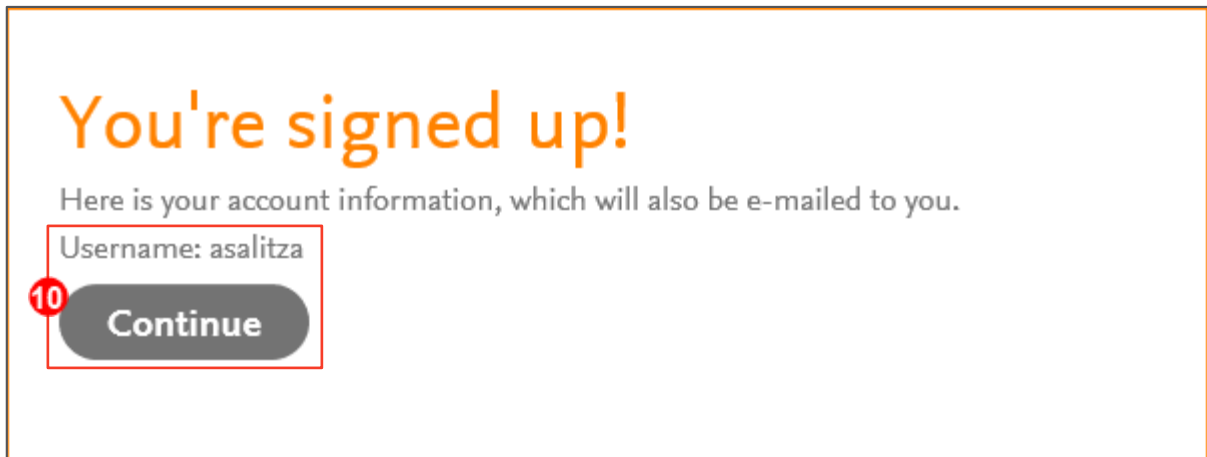 You're signed up!
Here is your account information, which will also be e-mailed to you.
Username: asalitza
10
Continue